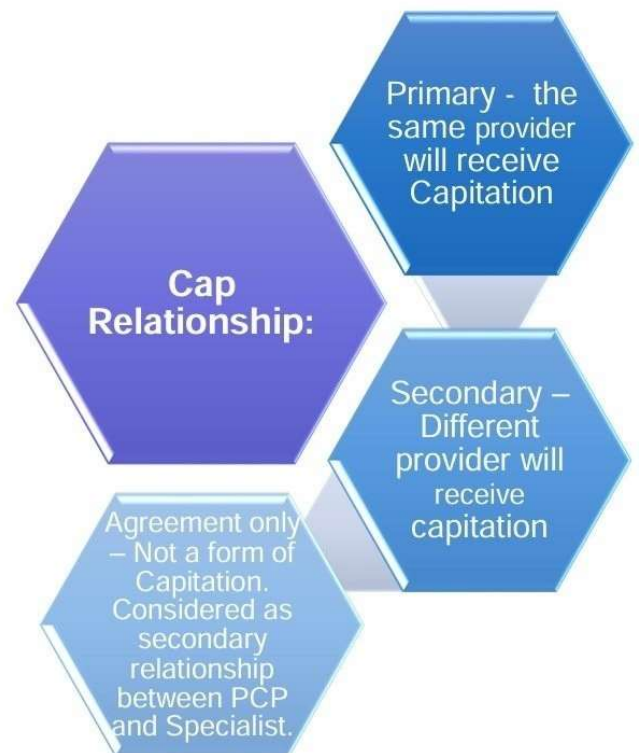 Cap
Relationship:
Primary - the
same provider
will receive
Capitation
Secondary –
Different
provider will
receive
capitation
Agreement only
– Not a form of
Capitation.
Considered as
secondary
relationship
between PCP
and Specialist.